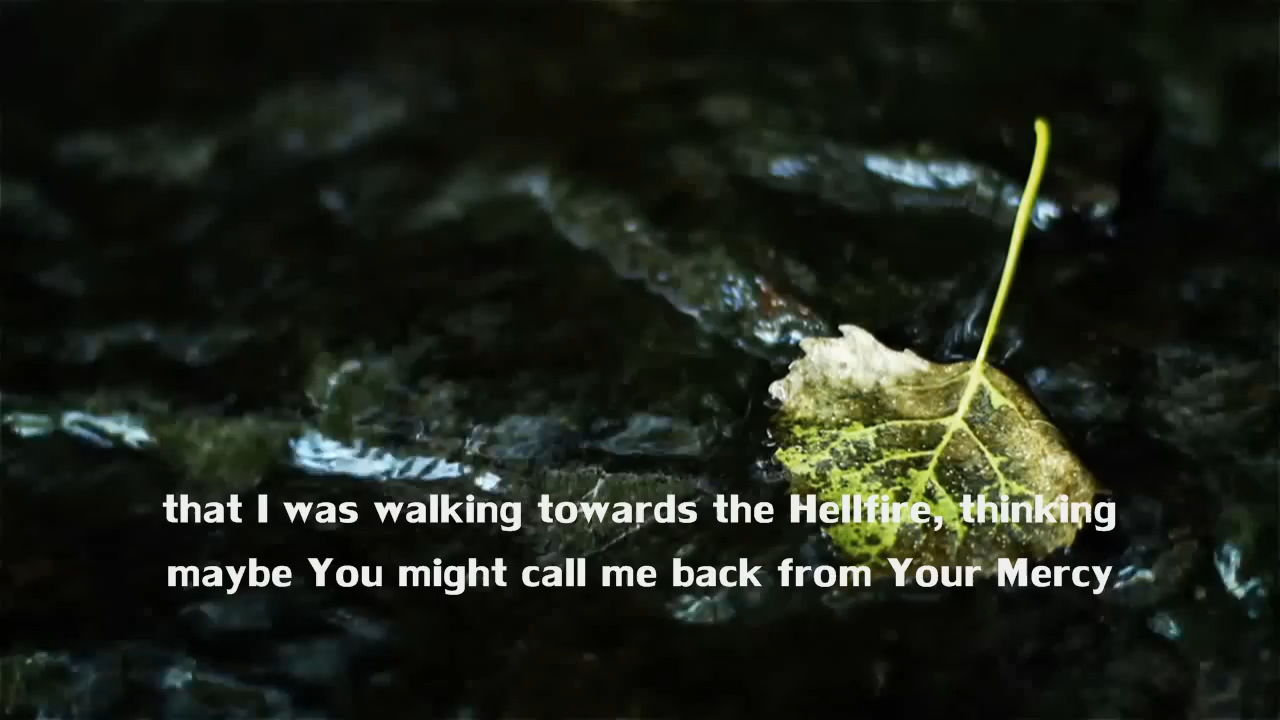 that I was walking towards the Hellfire, thinking
maybe You might call me back from Your Mercy